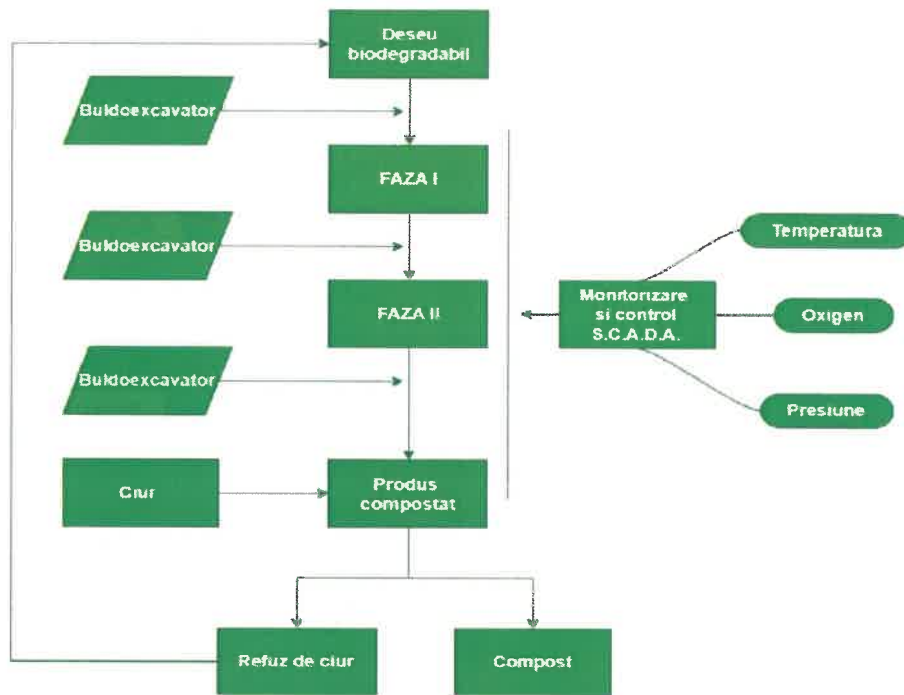 Deseu
biodegradabil
Buldoexcavator
FAZA I
Buldoexcavator
Temperatura
FAZA II
Monitorizare
si control
S.C.A.D.A.
Oxigen
Buldoexcavator
Presiune
Ciur
Produs
compostat
Refuz de ciur
Compost